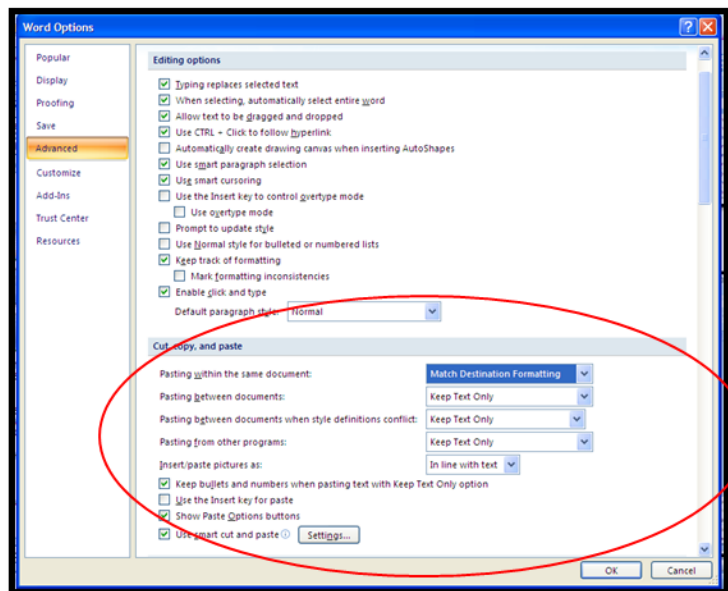 Word Options
Popular
Display
Proofing
Save
Advanced
Customize
Add-Ins
Trust Center
Resources
Editing options
Typing replaces selected text
When selecting, automatically select entire word
Allow text to be dragged and dropped
Use CTRL + Click to follow hyperlink
Automatically create drawing canvas when inserting AutoShapes
Use smart paragraph selection
Use smart cursoring
Use the Insert key to control overtype mode
Use overtype mode
Prompt to update style
Use Normal style for bulleted or numbered lists
Keep track of formatting
Mark formatting inconsistencies
Enable click and type
Default paragraph style: Normal
Cut, copy, and paste
Pasting within the same document: Match Destination Formatting
Pasting between documents: Keep Text Only
Pasting between documents when style definitions conflict: Keep Text Only
Pasting from other programs: Keep Text Only
Insert/paste pictures as: In line with text
Keep bullets and numbers when pasting text with Keep Text Only option
Use the Insert key for paste
Show Paste Options buttons
Use smart cut and paste Settings...
OK Cancel